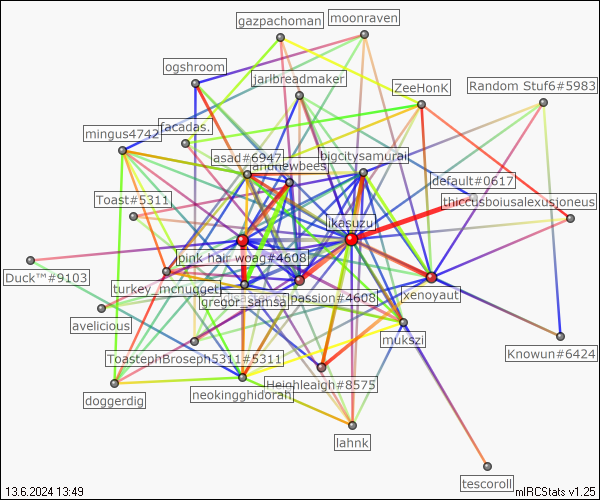 gazpachoman
moonraven
ogshroom
jarlbreadmaker
ZeeHonK
Random Stuf6#5983
mingus4742
facadas.
asad#6947
antihewbees
bigcitysamurai
default#0617
Toast#5311
thiccusboiusalexusjoneus
ikasuzu
pink hair woag#4608
Duck™#9103
turkey_mcnugget
igregor_samsa
passion#4608
xenoyaut
avelicious
mukszi
ToastephBroseph5311#5311
Knowun#6424
Heighleaigh#8575
doggerdig
neokingghidorah
lahnk
tescoroll
13.6.2024 13:49
mIRCStats v1.25